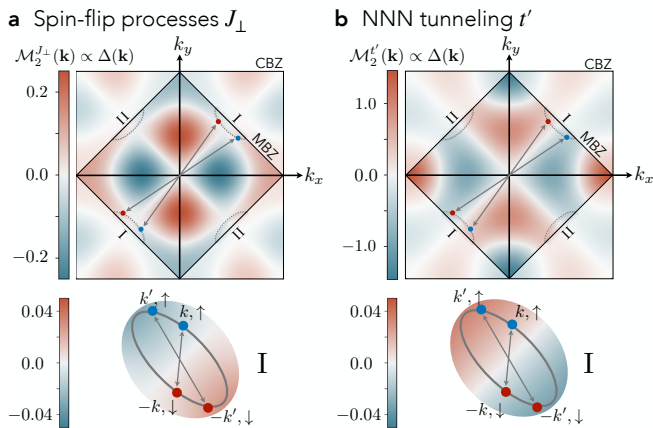 a Spin-flip processes J⊥
M₂^{J⊥}(k) ∝ Δ(k)
k_y
CBZ
0.2
0.0
−0.2
II
I
MBZ
k_x
I
II
0.04
0.0
−0.04
k′, ↑
k, ↑
−k, ↓
−k′, ↓
I
b NNN tunneling t′
M₂^{t′}(k) ∝ Δ(k)
k_y
CBZ
1.0
0.0
−1.0
II
I
MBZ
k_x
I
II
0.04
0.0
−0.04
k′, ↑
k, ↑
−k, ↓
−k′, ↓
I